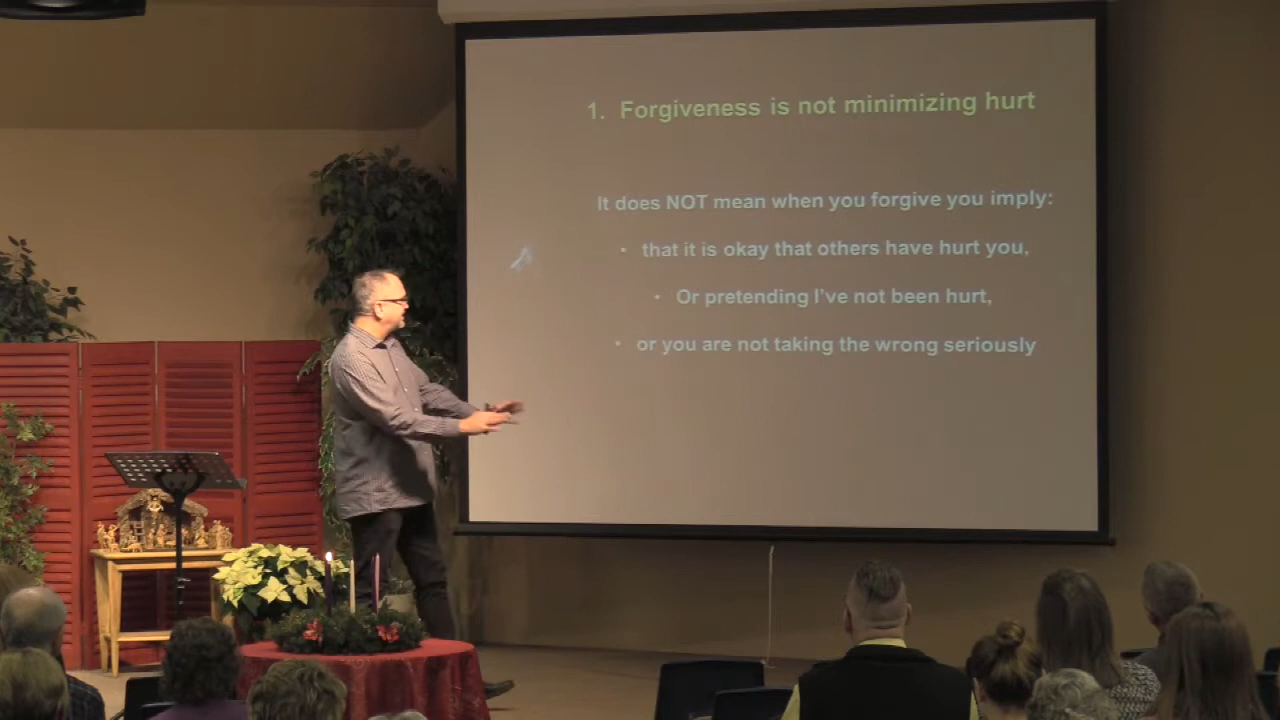 1. Forgiveness is not minimizing hurt
It does NOT mean when you forgive you imply:
• that it is okay that others have hurt you,
• Or pretending I've not been hurt,
• or you are not taking the wrong seriously